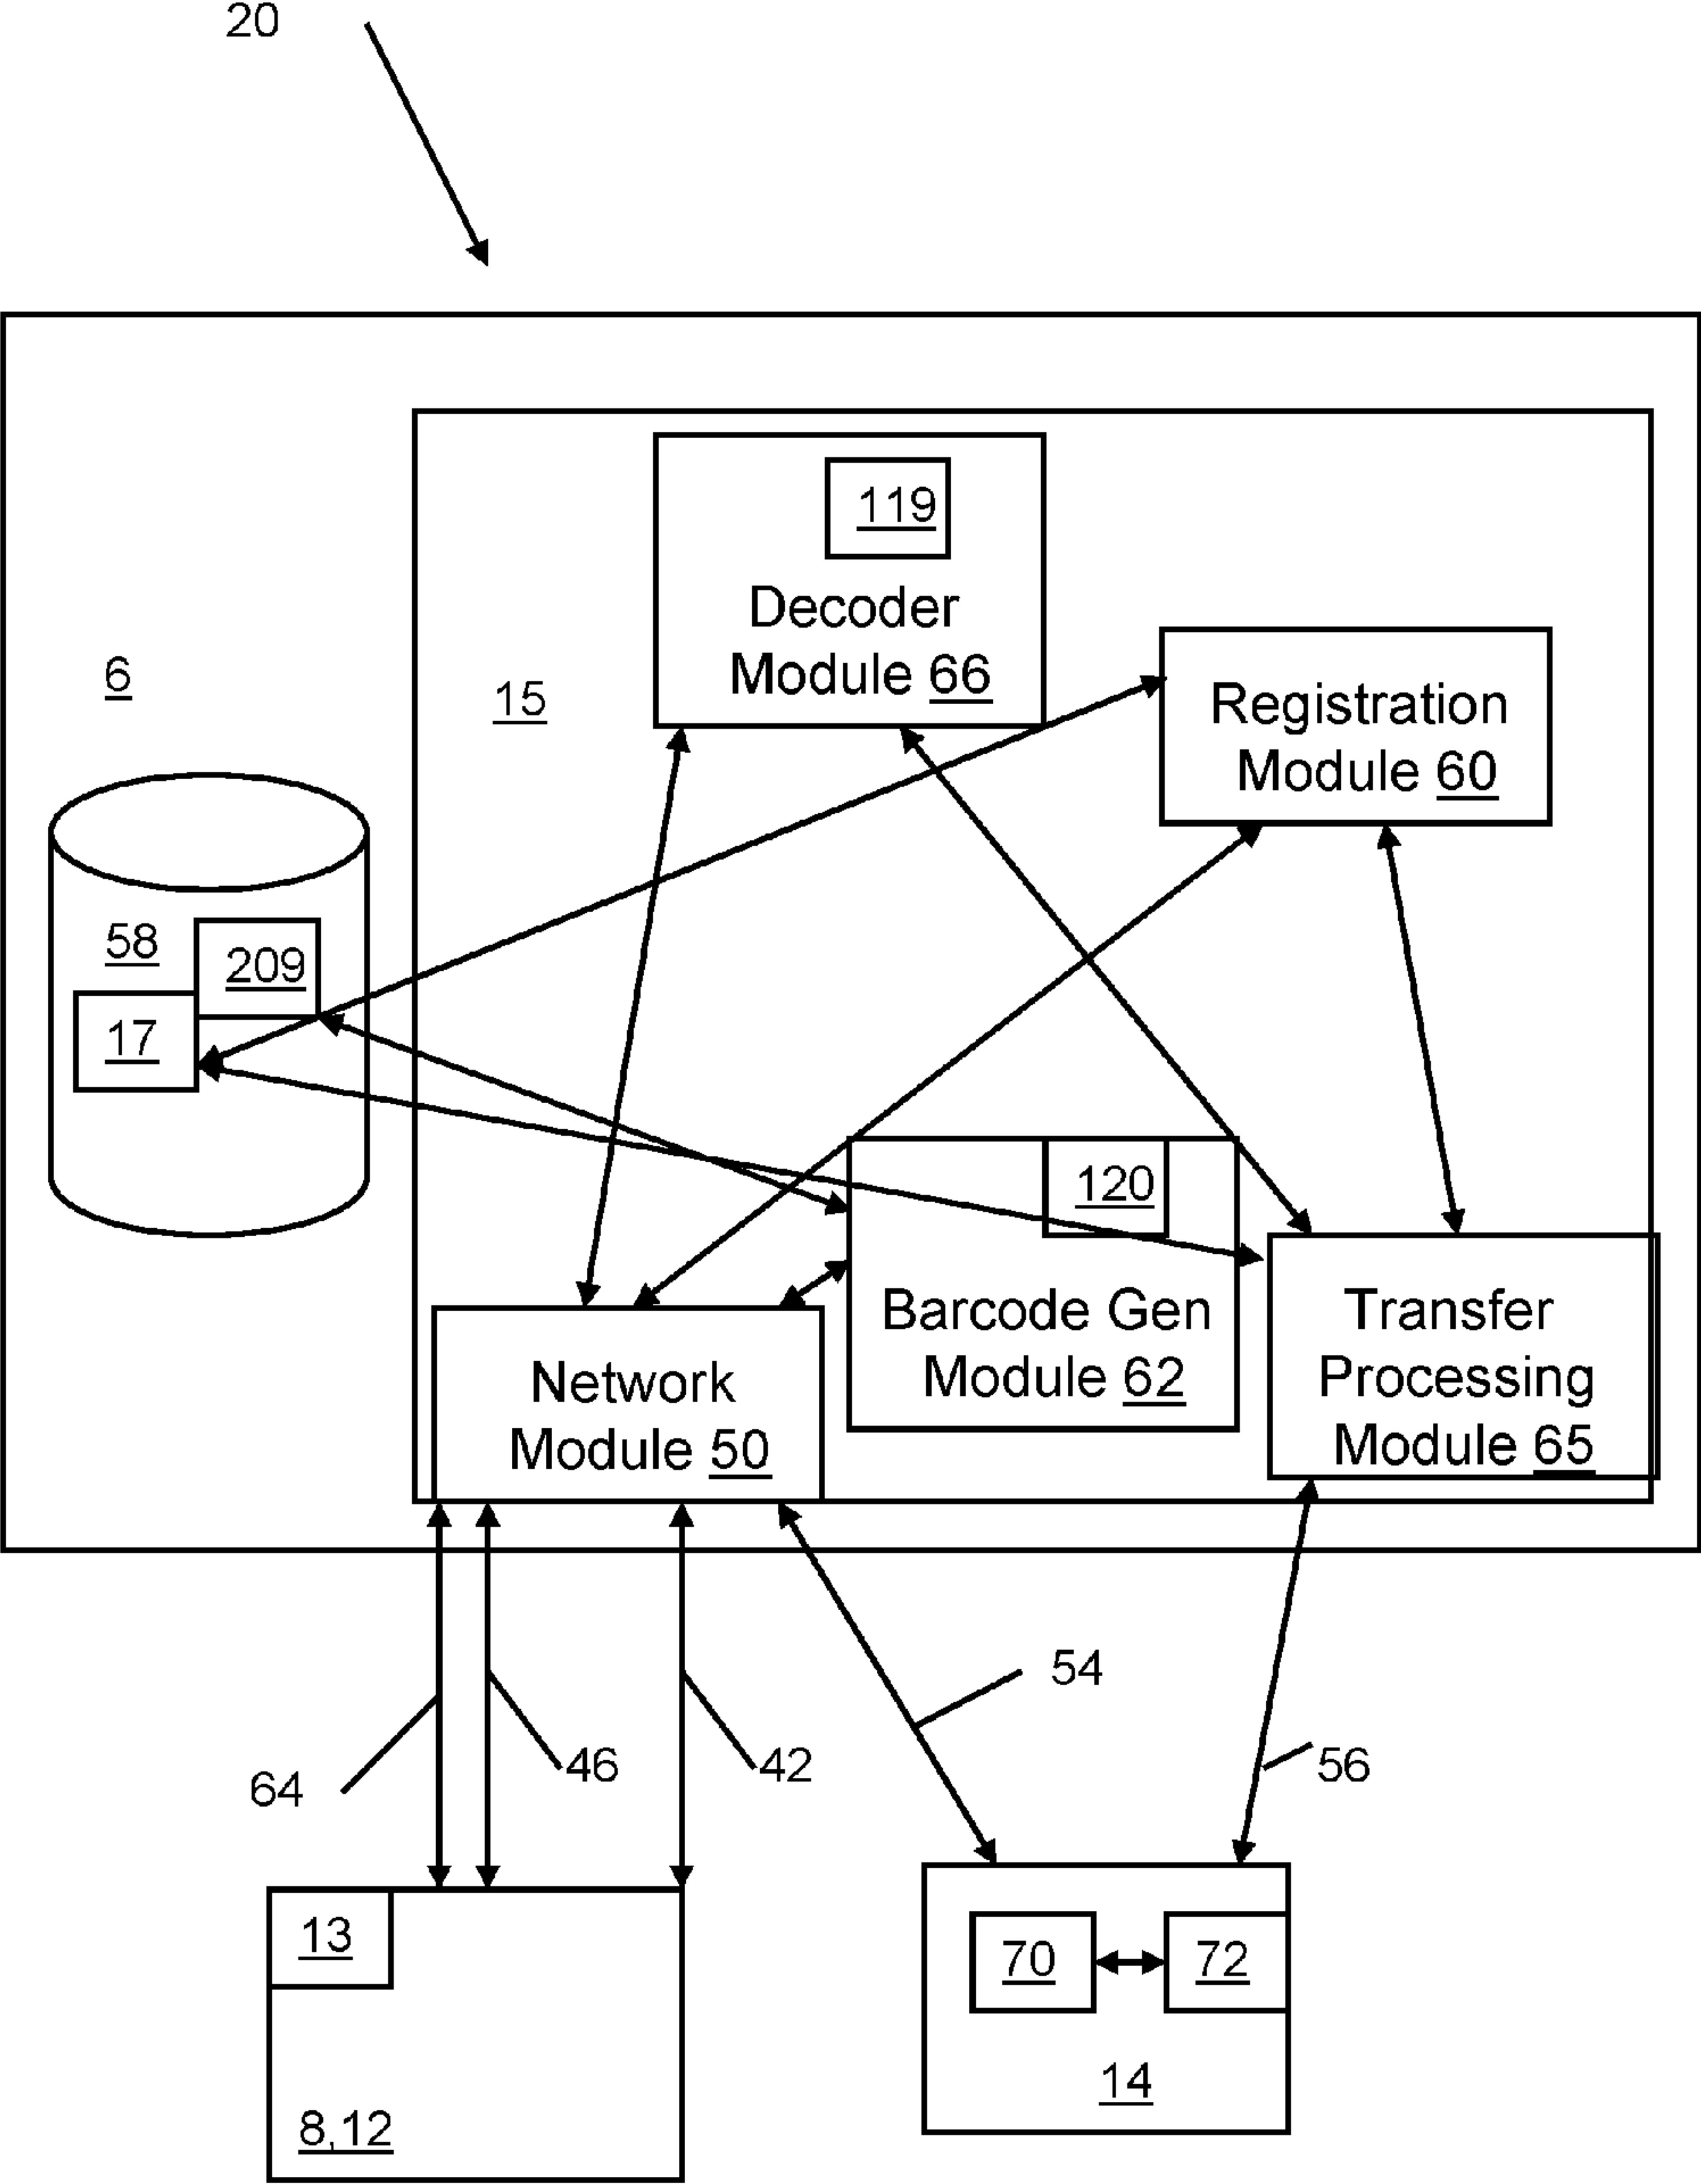 20
119
Decoder
Module 66
6
15
Registration
Module 60
58
209
17
120
Barcode Gen
Module 62
Transfer
Processing
Module 65
Network
Module 50
54
46
42
56
64
13
70
72
14
8,12